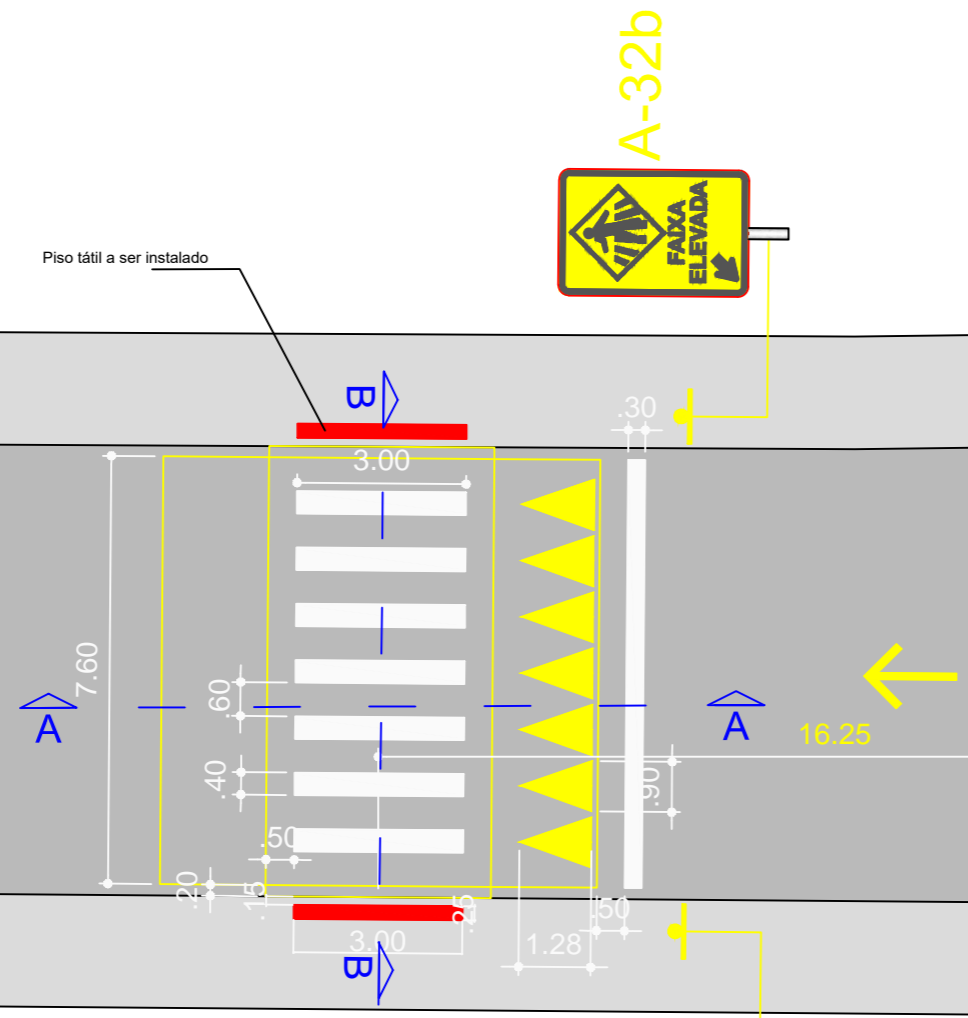 A-32b
FAIXA
ELEVADA
Piso tátil a ser instalado
B
.30
3.00
7.60
.60
A
A
16.25
.40
.90
.50
.20
.15
.25
.50
3.00
1.28
B